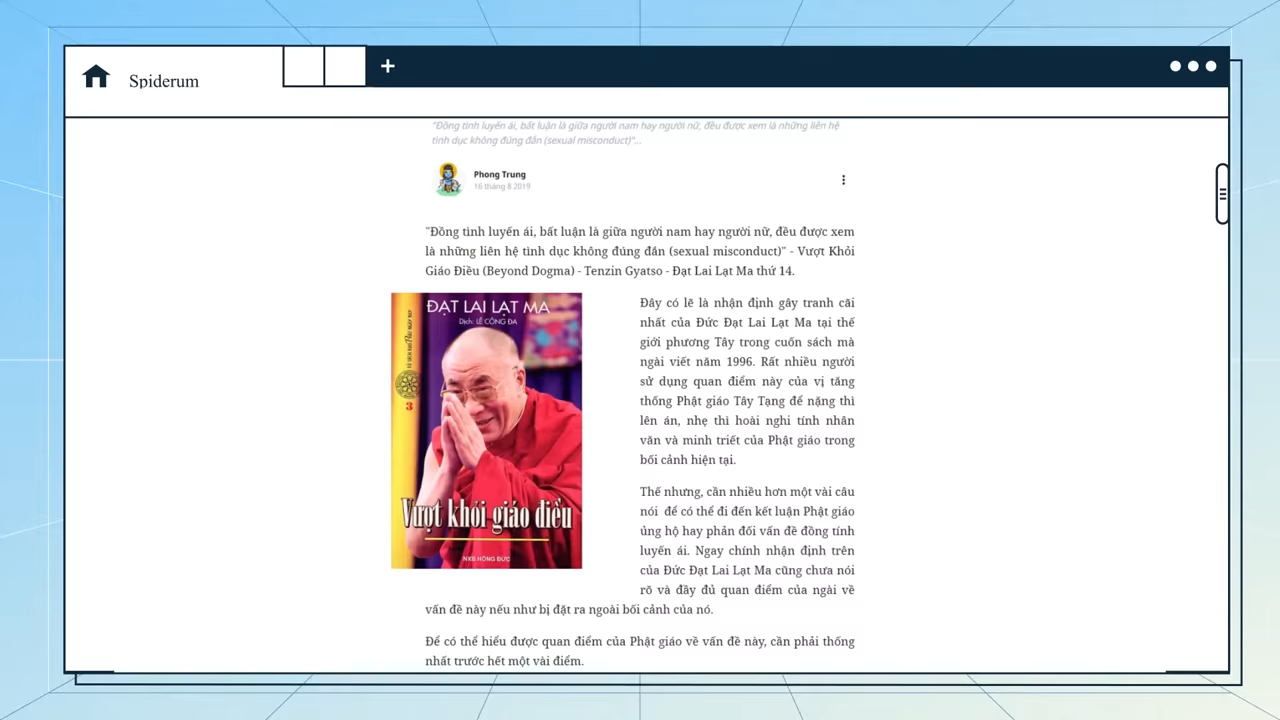 Spiderum
"Đồng tính luyến ái, bất luận là giữa người nam hay người nữ, đều được xem là những liên hệ
tình dục không đúng đắn (sexual misconduct)"...
Phong Trung
16 tháng 8 2019
"Đồng tình luyến ái, bất luận là giữa người nam hay người nữ, đều được xem
là những liên hệ tình dục không đúng đắn (sexual misconduct)" - Vượt Khỏi
Giáo Điều (Beyond Dogma) - Tenzin Gyatso - Đạt Lai Lạt Ma thứ 14.
ĐẠT LAI LẠT MA
Dịch: LÊ CÔNG ĐA
3
Vượt khỏi giáo điều
NXB HỒNG ĐỨC
Đây có lẽ là nhận định gây tranh cãi
nhất của Đức Đạt Lai Lạt Ma tại thế
giới phương Tây trong cuốn sách mà
ngài viết năm 1996. Rất nhiều người
sử dụng quan điểm này của vị tăng
thống Phật giáo Tây Tạng để nặng thì
lên án, nhẹ thì hoài nghi tính nhân
văn và minh triết của Phật giáo trong
bối cảnh hiện tại.
Thế nhưng, cần nhiều hơn một vài câu
nói để có thể đi đến kết luận Phật giáo
ủng hộ hay phản đối vấn đề đồng tính
luyến ái. Ngay chính nhận định trên
của Đức Đạt Lai Lạt Ma cũng chưa nói
rõ và đầy đủ quan điểm của ngài về
vấn đề này nếu như bị đặt ra ngoài bối cảnh của nó.
Để có thể hiểu được quan điểm của Phật giáo về vấn đề này, cần phải thống
nhất trước hết một vài điểm.